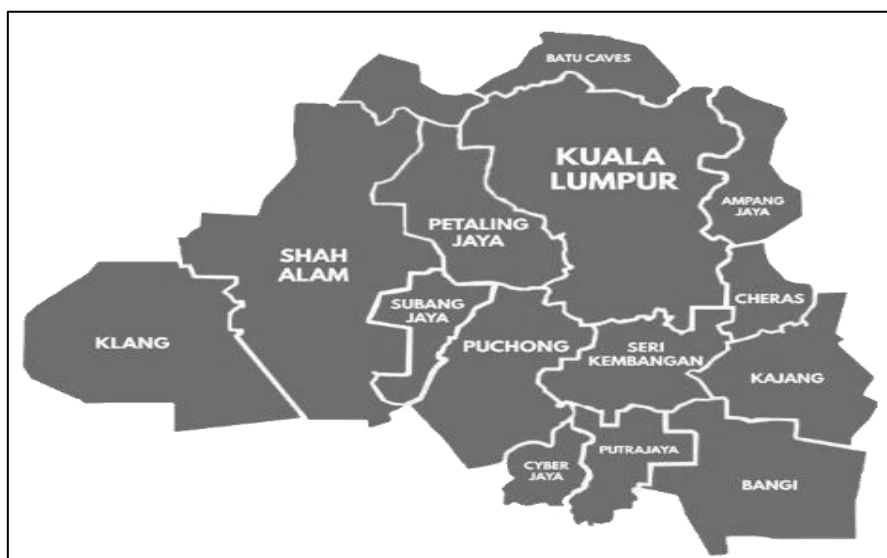 BATU CAVES
KUALA
LUMPUR
AMPANG
JAYA
PETALING
JAYA
SHAH
ALAM
CHERAS
SUBANG
JAYA
KLANG
PUCHONG
SERI
KEMBANGAN
KAJANG
PUTRAJAYA
CYBER
JAYA
BANGI